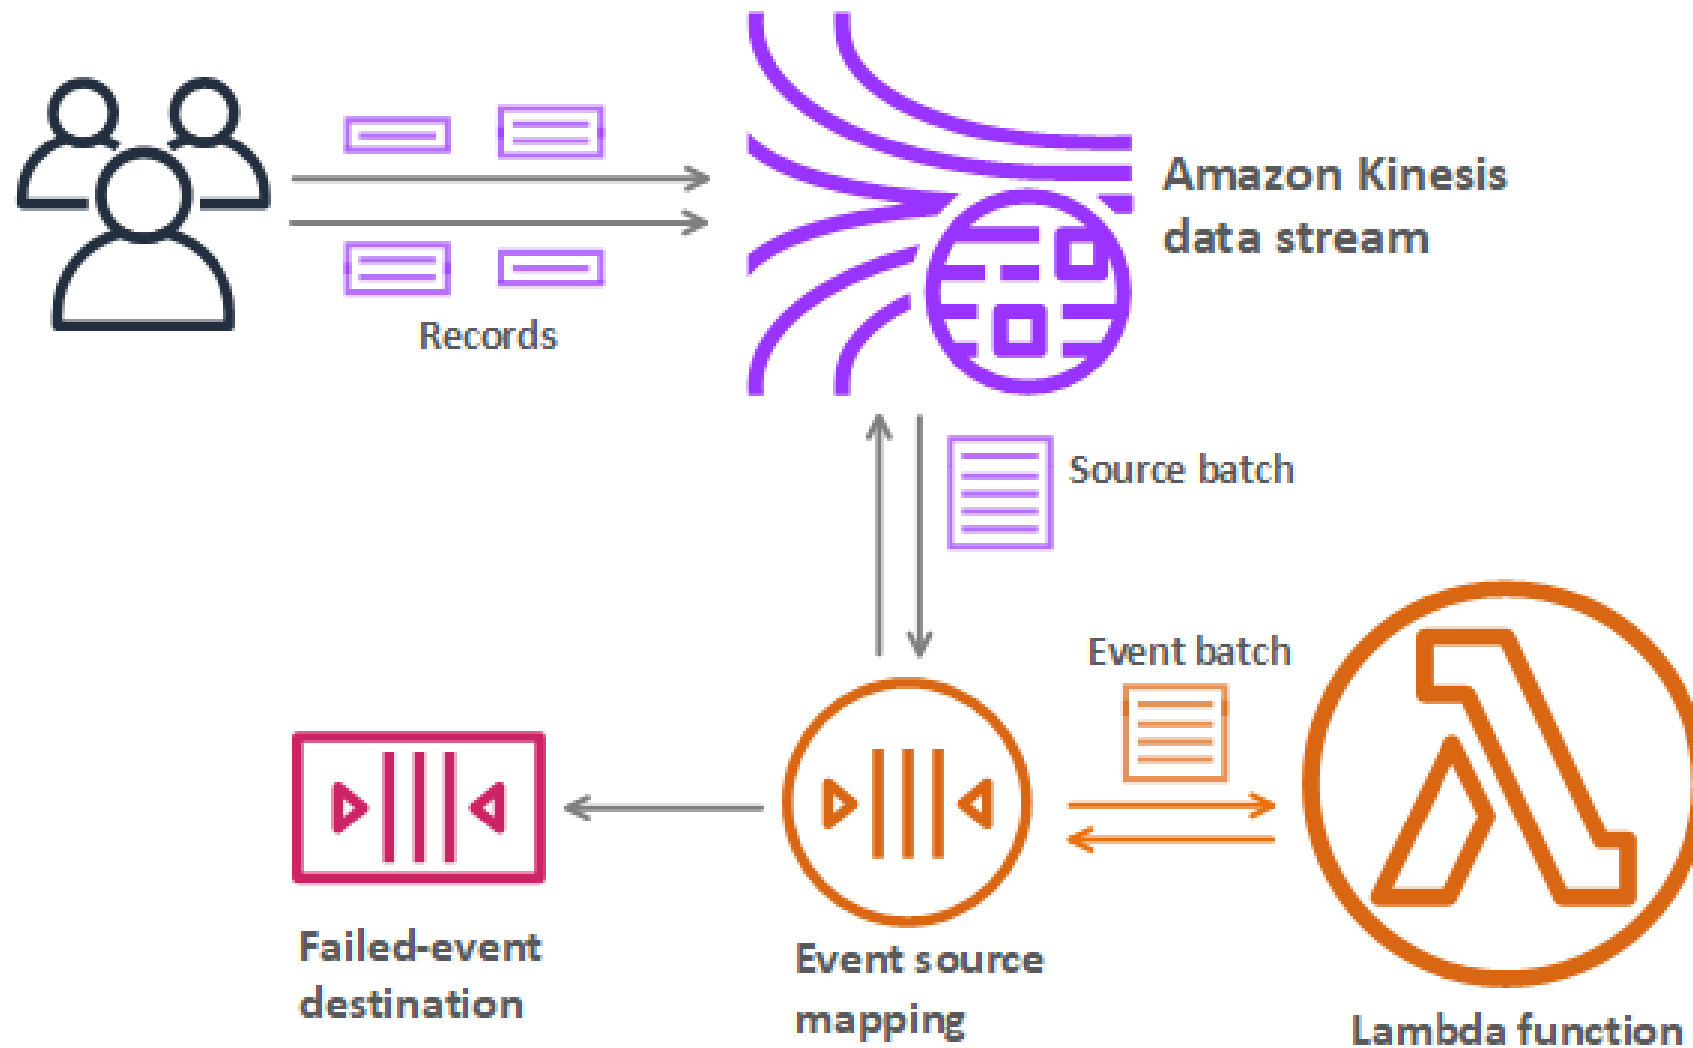 Amazon Kinesis
data stream
Records
Source batch
Event batch
Failed-event
destination
Event source
mapping
Lambda function